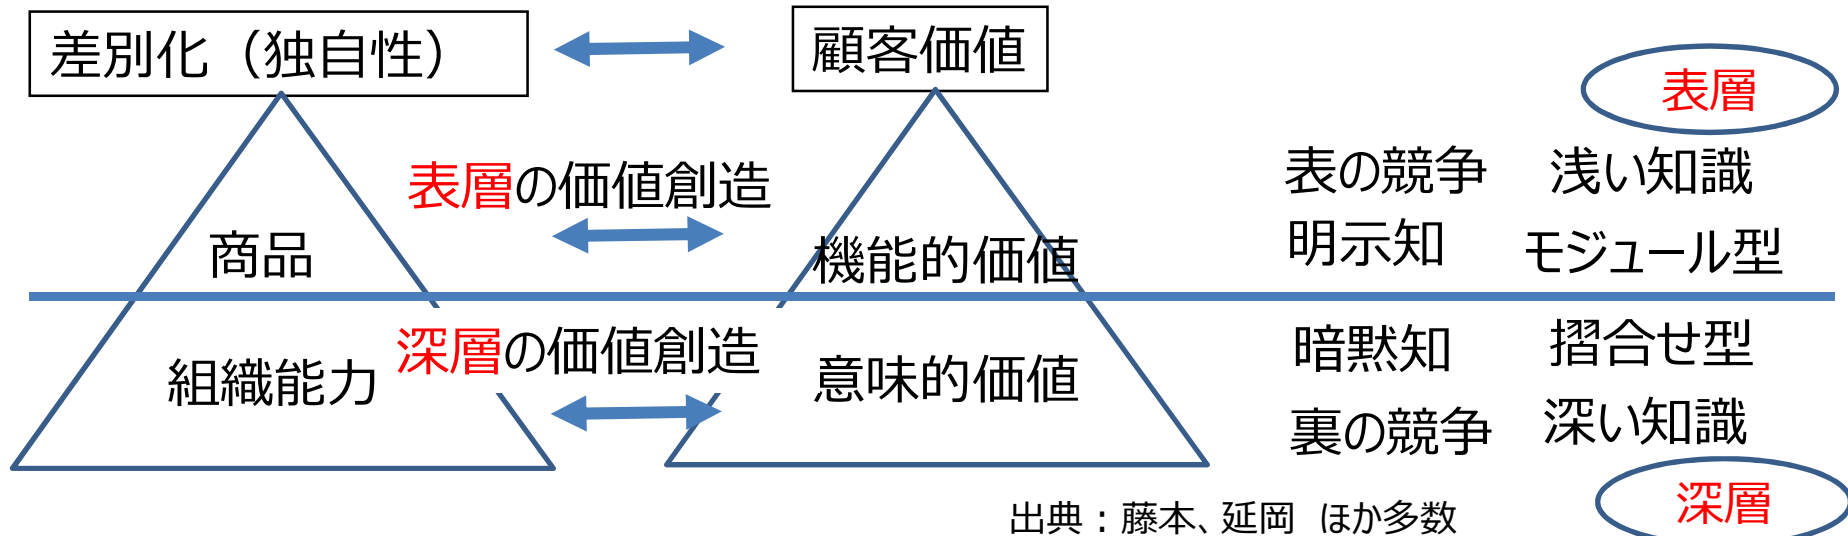 差別化（独自性）
顧客価値
表層
表層の価値創造
表の競争
浅い知識
商品
機能的価値
明示知
モジュール型
深層の価値創造
組織能力
意味的価値
暗黙知
摺合せ型
裏の競争
深い知識
出典：藤本、延岡 ほか多数
深層